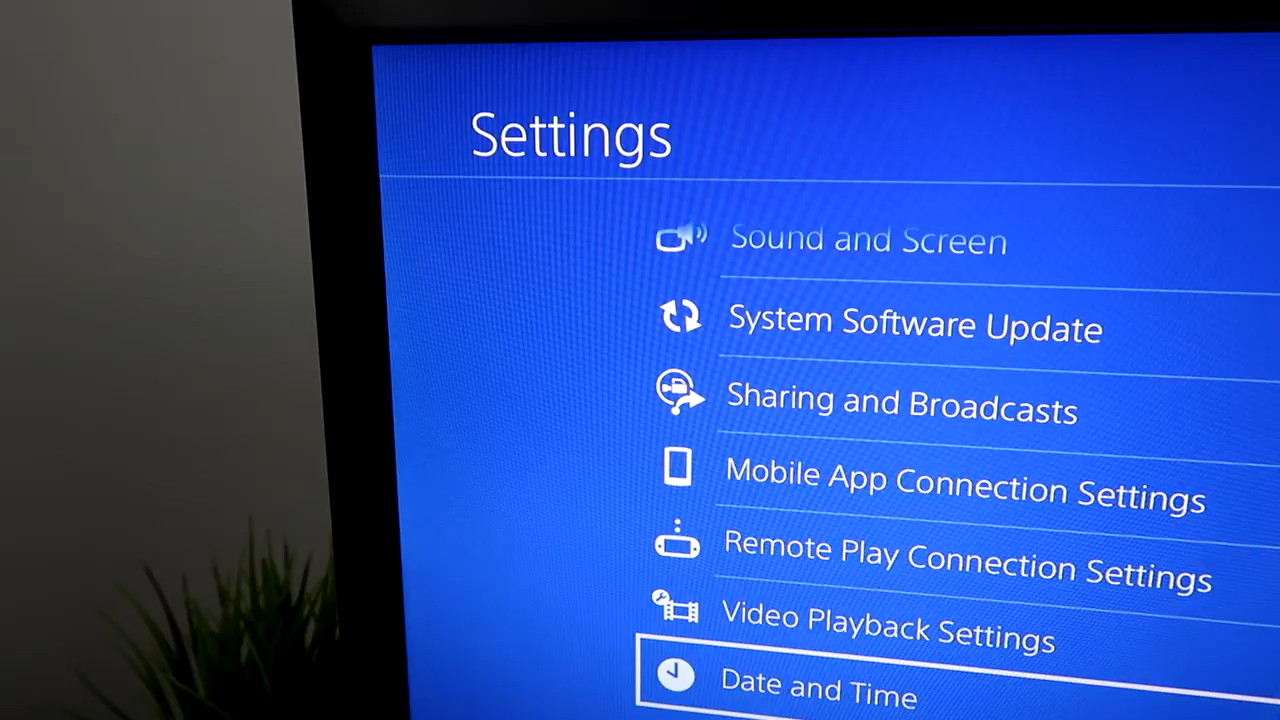 Settings
Sound and Screen
System Software Update
Sharing and Broadcasts
Mobile App Connection Settings
Remote Play Connection Settings
Video Playback Settings
Date and Time